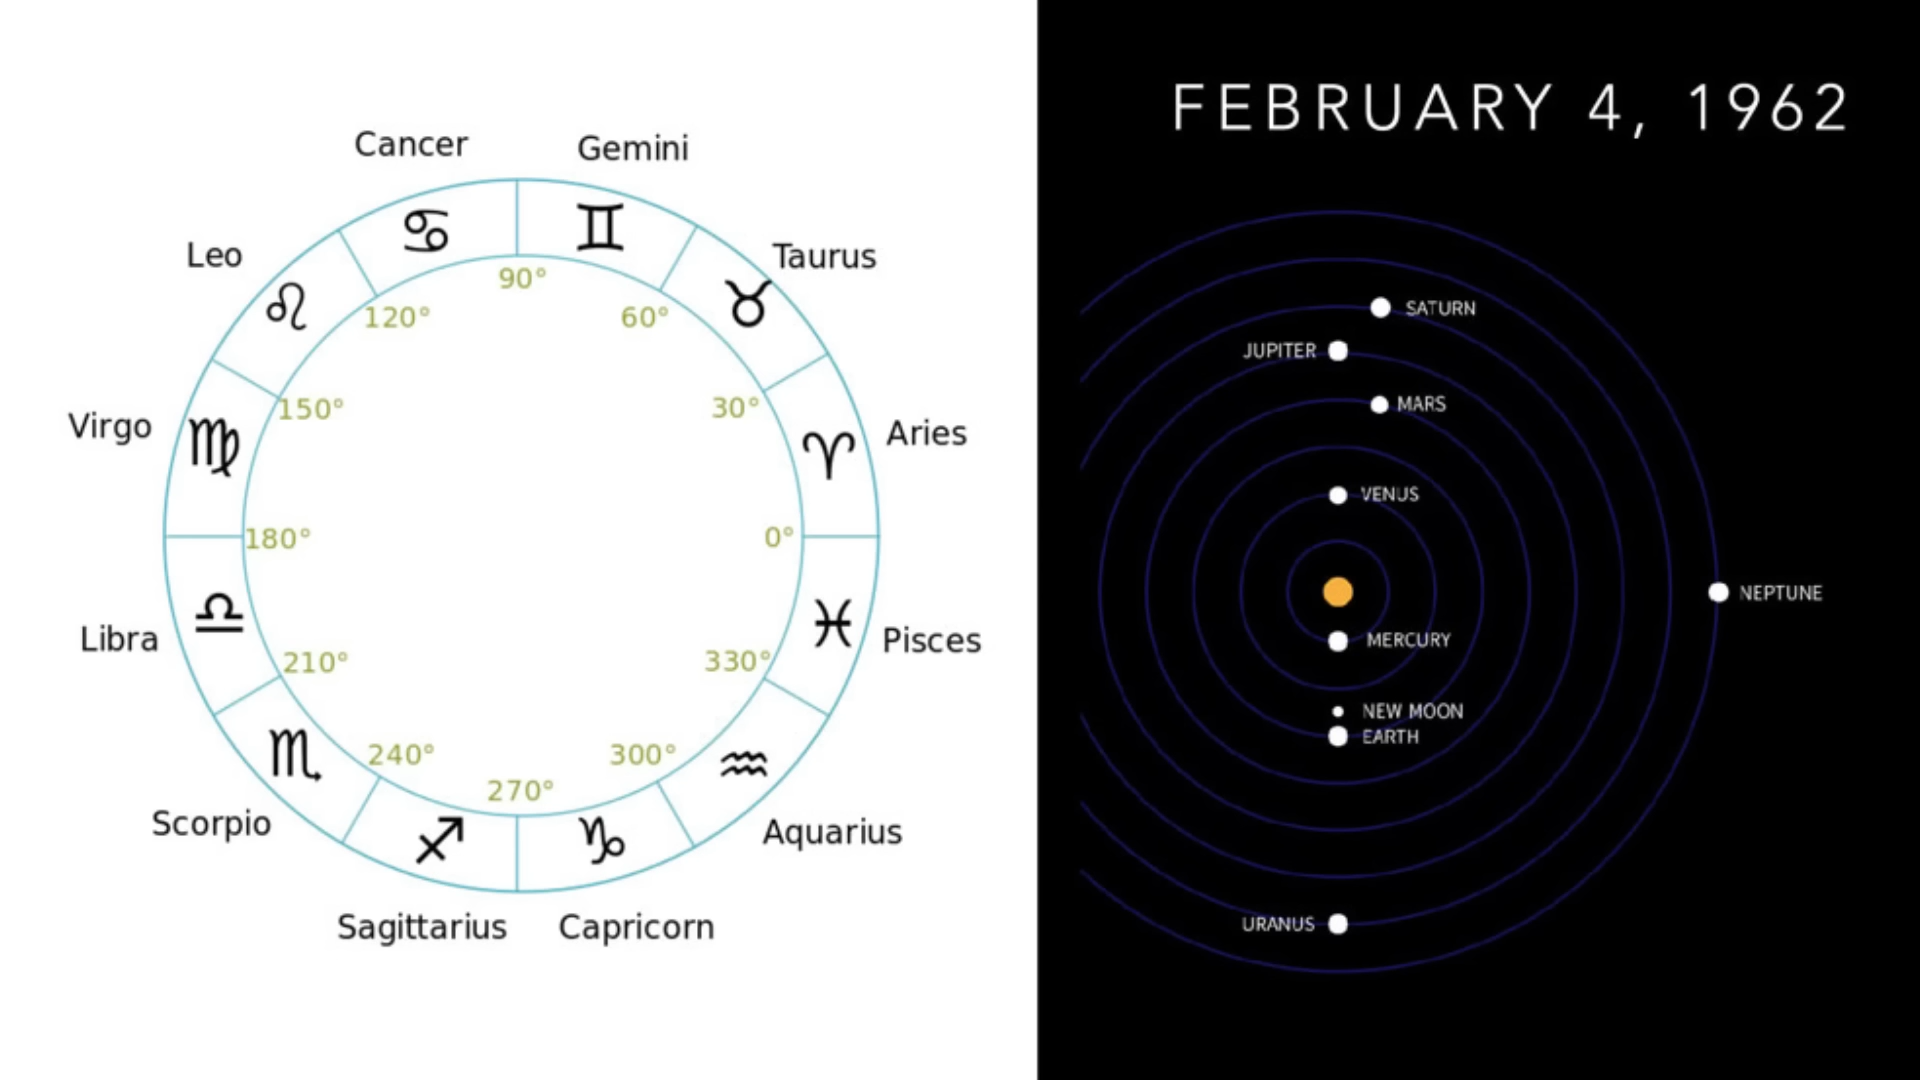 Cancer
Gemini
Leo
Taurus
♋
♊
♌
♉
90°
120°
60°
Virgo
Aries
♍
♈
150°
30°
180°
0°
Libra
Pisces
♎
♓
210°
330°
♏
♒
240°
300°
270°
Scorpio
Aquarius
♐
♑
Sagittarius
Capricorn
FEBRUARY 4, 1962
SATURN
JUPITER
MARS
VENUS
NEPTUNE
MERCURY
NEW MOON
EARTH
URANUS